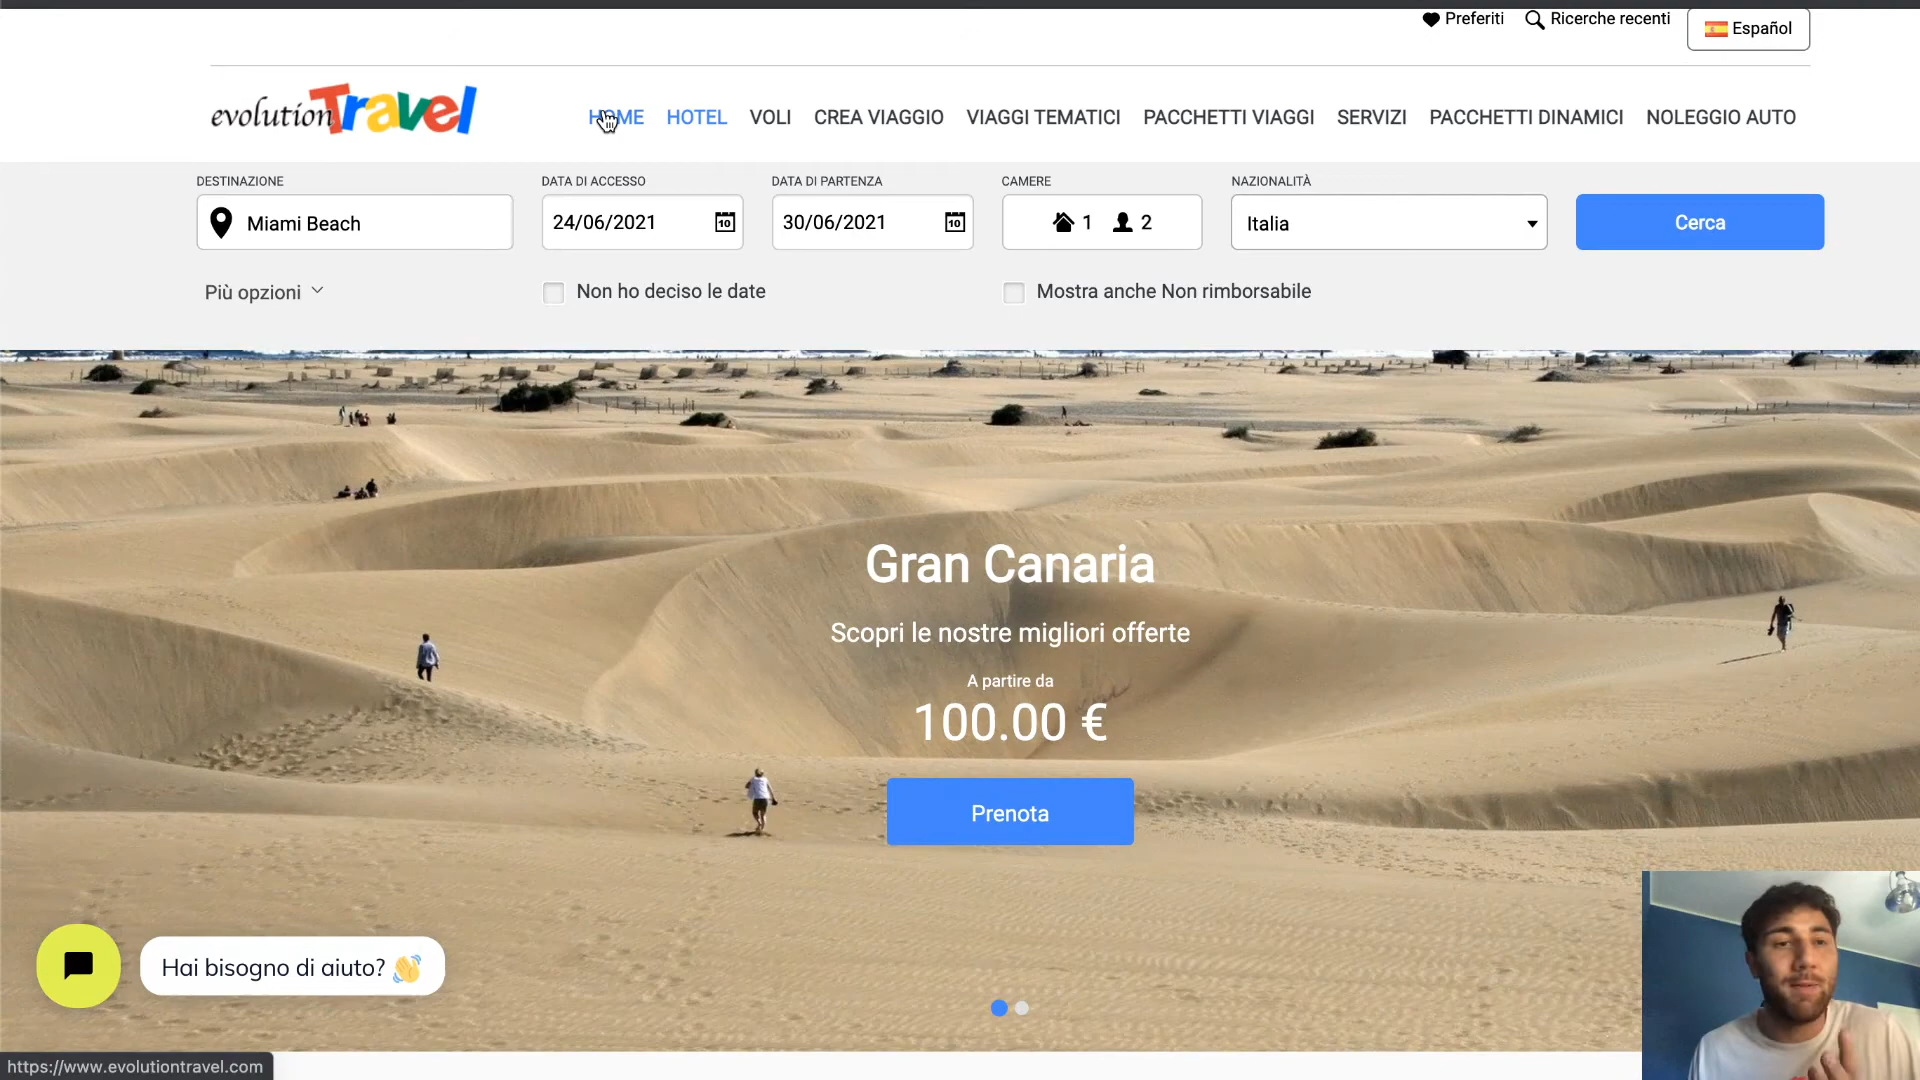 Preferiti
Ricerche recenti
Español
evolutionTravel
HOME HOTEL VOLI CREA VIAGGIO VIAGGI TEMATICI PACCHETTI VIAGGI SERVIZI PACCHETTI DINAMICI NOLEGGIO AUTO
DESTINAZIONE DATA DI ACCESSO DATA DI PARTENZA CAMERE NAZIONALITÀ
Miami Beach 24/06/2021 10 30/06/2021 10 1 2 Italia Cerca
Più opzioni Non ho deciso le date Mostra anche Non rimborsabile
Gran Canaria
Scopri le nostre migliori offerte
A partire da
100.00 €
Prenota
Hai bisogno di aiuto? 👋
https://www.evolutiontravel.com